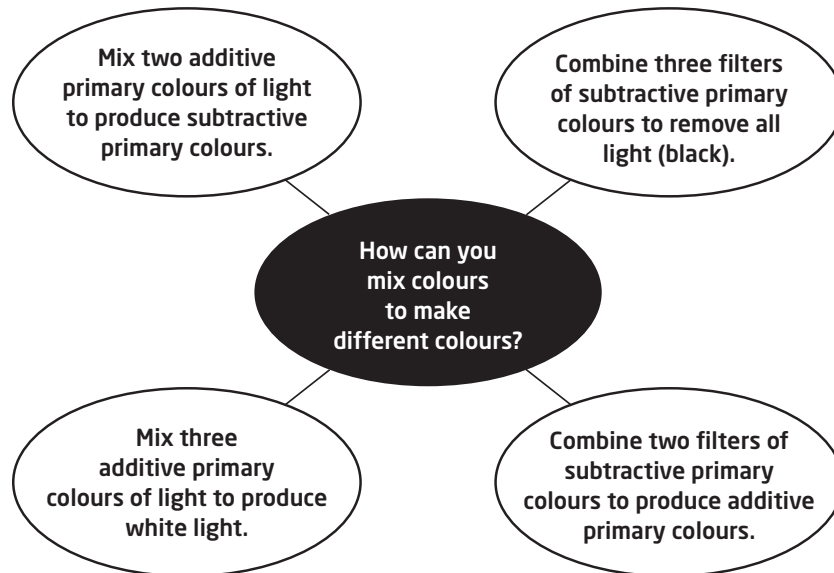 Mix two additive
primary colours of light
to produce subtractive
primary colours.
Combine three filters
of subtractive primary
colours to remove all
light (black).
How can you
mix colours
to make
different colours?
Mix three
additive primary
colours of light to produce
white light.
Combine two filters of
subtractive primary
colours to produce additive
primary colours.